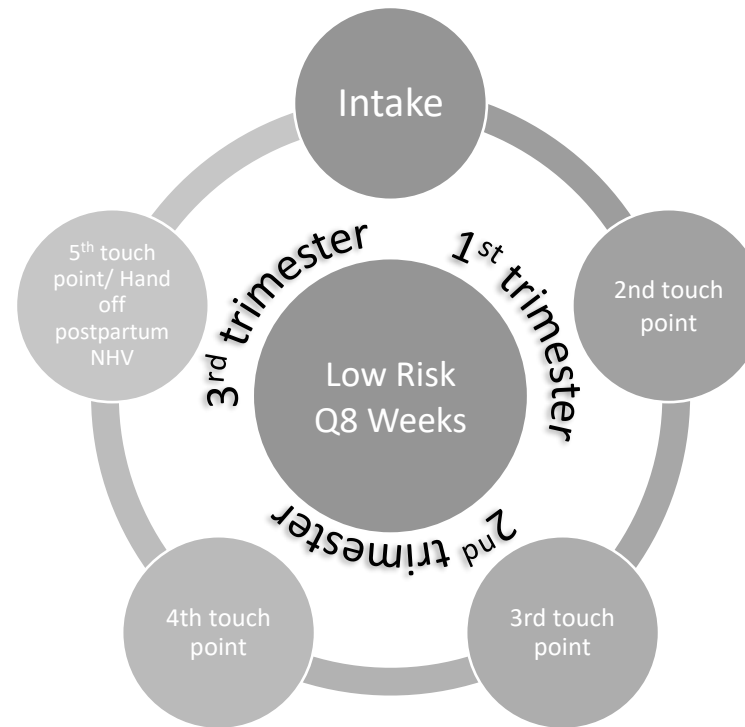 Intake
1st trimester
2nd touch
point
3rd touch
point
2nd trimester
4th touch
point
5th touch
point/ Hand
off
postpartum
NHV
3rd trimester
Low Risk
Q8 Weeks